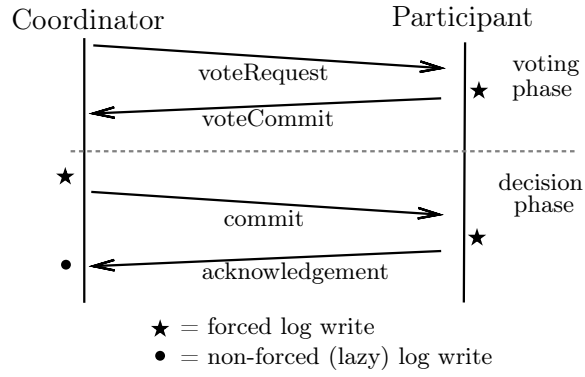 Coordinator
Participant
voteRequest
voting
phase
voteCommit
decision
phase
commit
acknowledgement
★ = forced log write
• = non-forced (lazy) log write